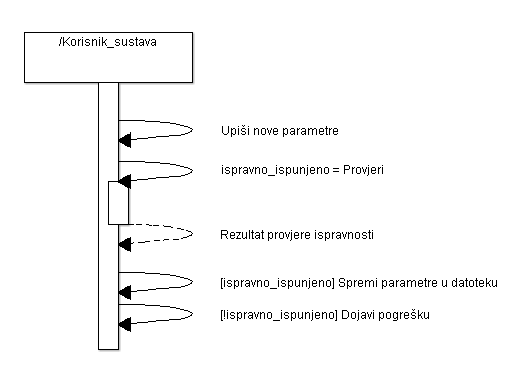 /Korisnik_sustava
Upiši nove parametre
ispravno_ispunjeno = Provjeri
Rezultat provjere ispravnosti
[ispravno_ispunjeno] Spremi parametre u datoteku
[!ispravno_ispunjeno] Dojavi pogrešku